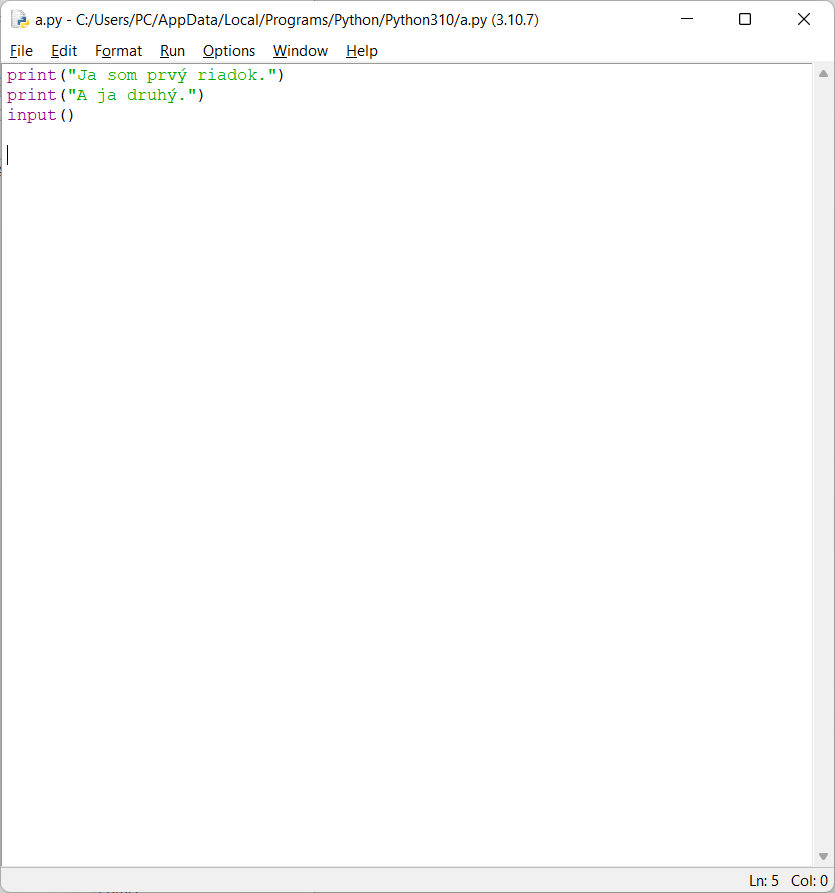 a.py - C:/Users/PC/AppData/Local/Programs/Python/Python310/a.py (3.10.7)
File Edit Format Run Options Window Help
print("Ja som prvý riadok.")
print("A ja druhý.")
input()
Ln: 5 Col: 0